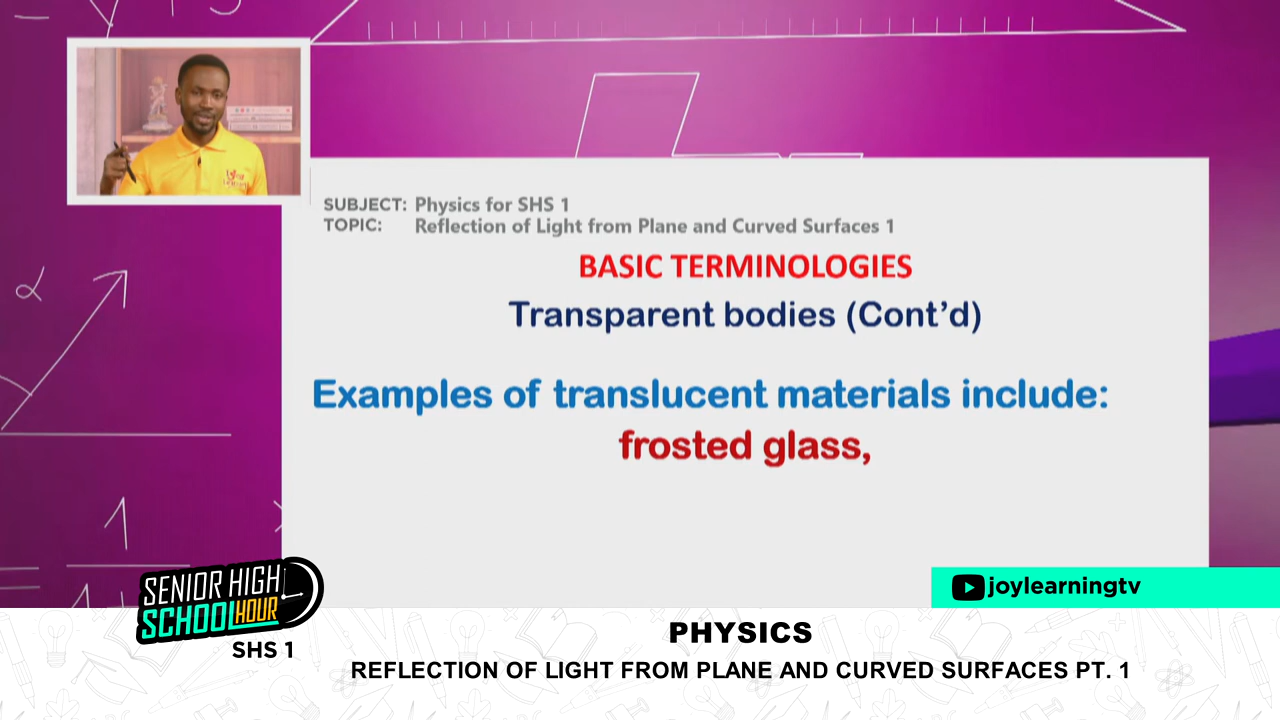 SUBJECT: Physics for SHS 1
TOPIC: Reflection of Light from Plane and Curved Surfaces 1
BASIC TERMINOLOGIES
Transparent bodies (Cont’d)
Examples of translucent materials include:
frosted glass,
α
1
SENIOR HIGH
SCHOOL HOUR
SHS 1
joylearningtv
PHYSICS
REFLECTION OF LIGHT FROM PLANE AND CURVED SURFACES PT. 1